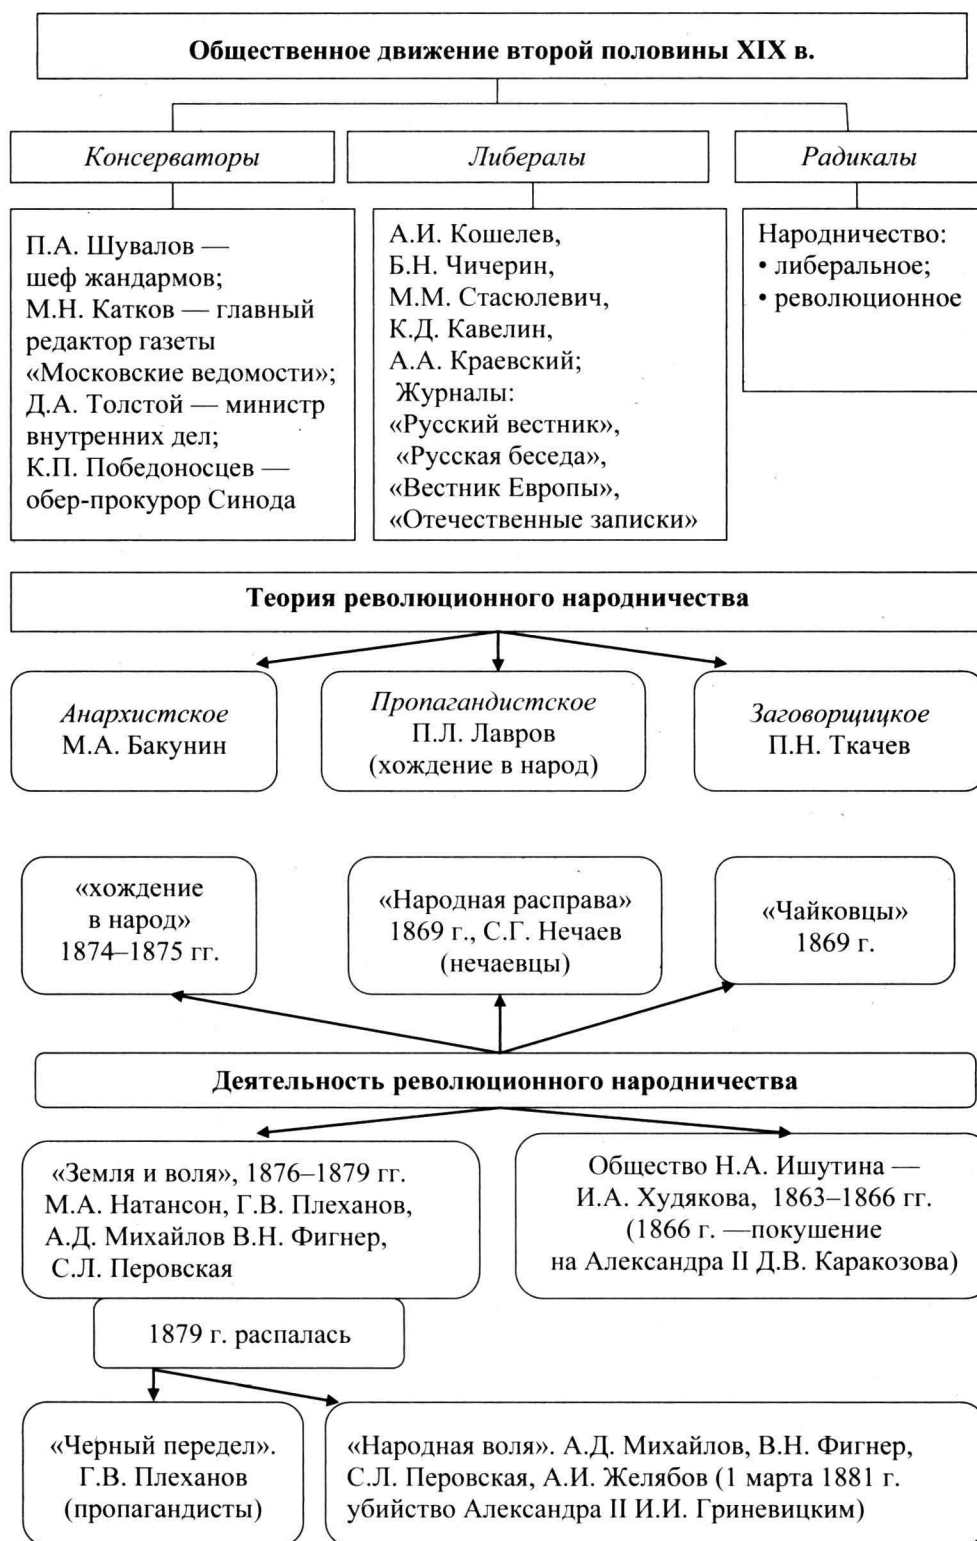 Общественное движение второй половины XIX в.
Консерваторы
Либералы
Радикалы
П.А. Шувалов —
шеф жандармов;
М.Н. Катков — главный
редактор газеты
«Московские ведомости»;
Д.А. Толстой — министр
внутренних дел;
К.П. Победоносцев —
обер-прокурор Синода
А.И. Кошелев,
Б.Н. Чичерин,
М.М. Стасюлевич,
К.Д. Кавелин,
А.А. Краевский;
Журналы:
«Русский вестник»,
«Русская беседа»,
«Вестник Европы»,
«Отечественные записки»
Народничество:
• либеральное;
• революционное
Теория революционного народничества
Анархистское
М.А. Бакунин
Пропагандистское
П.Л. Лавров
(хождение в народ)
Заговорщицкое
П.Н. Ткачев
«хождение
в народ»
1874–1875 гг.
«Народная расправа»
1869 г., С.Г. Нечаев
(нечаевцы)
«Чайковцы»
1869 г.
Деятельность революционного народничества
«Земля и воля», 1876–1879 гг.
М.А. Натансон, Г.В. Плеханов,
А.Д. Михайлов В.Н. Фигнер,
С.Л. Перовская
Общество Н.А. Ишутина —
И.А. Худякова, 1863–1866 гг.
(1866 г. —покушение
на Александра II Д.В. Каракозова)
1879 г. распалась
«Черный передел».
Г.В. Плеханов
(пропагандисты)
«Народная воля». А.Д. Михайлов, В.Н. Фигнер,
С.Л. Перовская, А.И. Желябов (1 марта 1881 г.
убийство Александра II И.И. Гриневицким)